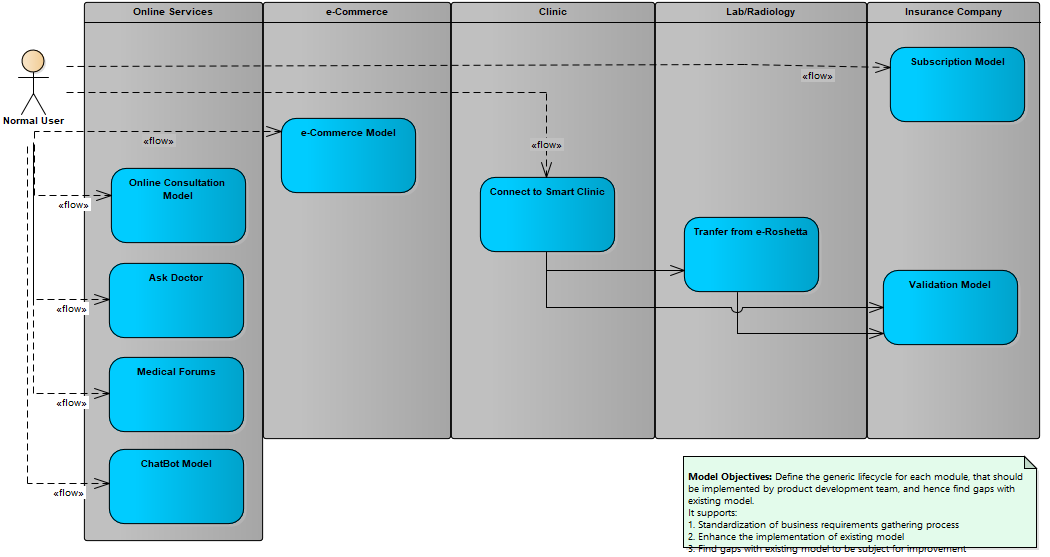 Online Services
e-Commerce
Clinic
Lab/Radiology
Insurance Company
Normal User
Subscription Model
«flow»
«flow»
e-Commerce Model
«flow»
Online Consultation
Model
«flow»
Connect to Smart Clinic
Tranfer from e-Roshetta
Ask Doctor
«flow»
Validation Model
Medical Forums
«flow»
ChatBot Model
«flow»
Model Objectives: Define the generic lifecycle for each module, that should
be implemented by product development team, and hence find gaps with
existing model.
It supports:
1. Standardization of business requirements gathering process
2. Enhance the implementation of existing model
3. Find gaps with existing model to be subject for improvement